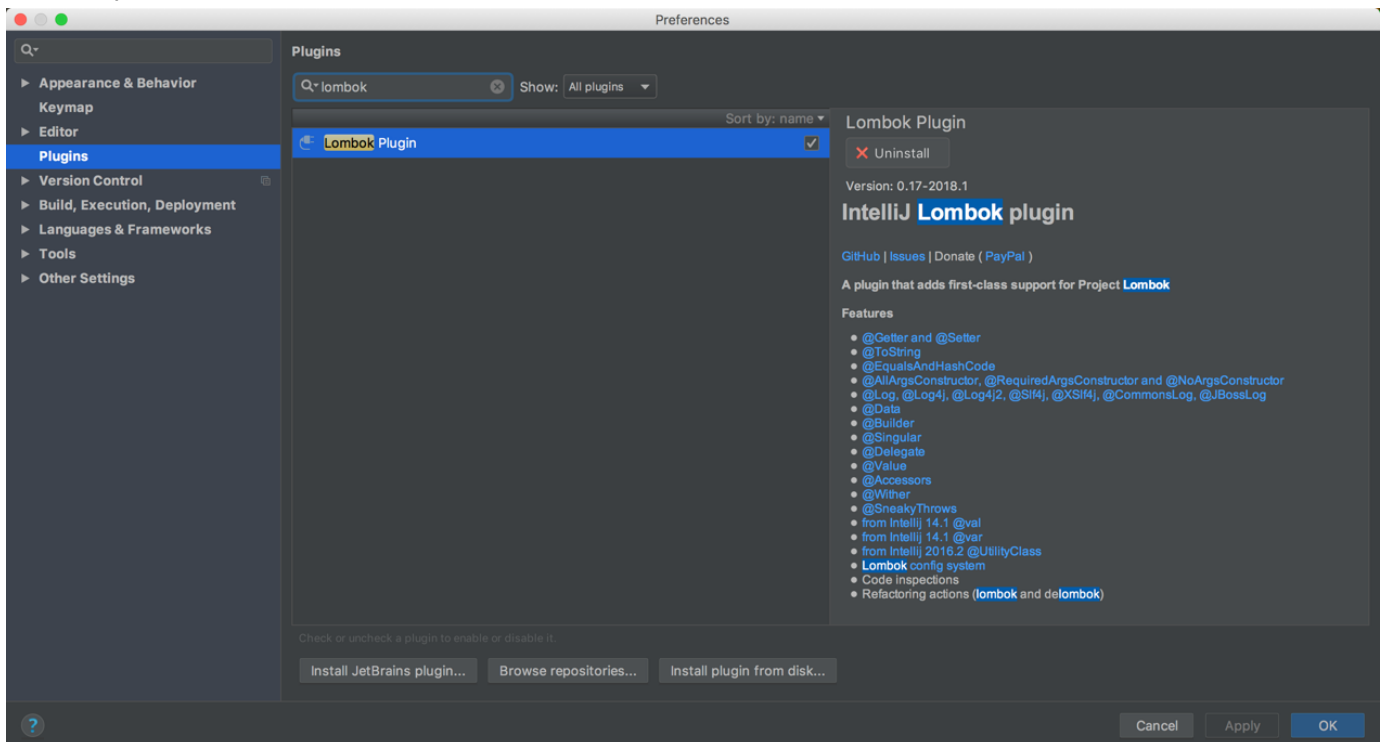 Preferences
Appearance & Behavior
Keymap
Editor
Plugins
Version Control
Build, Execution, Deployment
Languages & Frameworks
Tools
Other Settings
Plugins
lombok
Show: All plugins
Sort by: name
Lombok Plugin
Lombok Plugin
Uninstall
Version: 0.17-2018.1
IntelliJ Lombok plugin
GitHub | Issues | Donate ( PayPal )
A plugin that adds first-class support for Project Lombok
Features
@Getter and @Setter
@ToString
@EqualsAndHashCode
@AllArgsConstructor, @RequiredArgsConstructor and @NoArgsConstructor
@Log, @Log4j, @Log4j2, @Slf4j, @XSlf4j, @CommonsLog, @JBossLog
@Data
@Builder
@Singular
@Delegate
@Value
@Accessors
@Wither
@SneakyThrows
from Intellij 14.1 @val
from Intellij 14.1 @var
from Intellij 2016.2 @UtilityClass
Lombok config system
Code inspections
Refactoring actions (lombok and delombok)
Check or uncheck a plugin to enable or disable it.
Install JetBrains plugin...
Browse repositories...
Install plugin from disk...
?
Cancel
Apply
OK